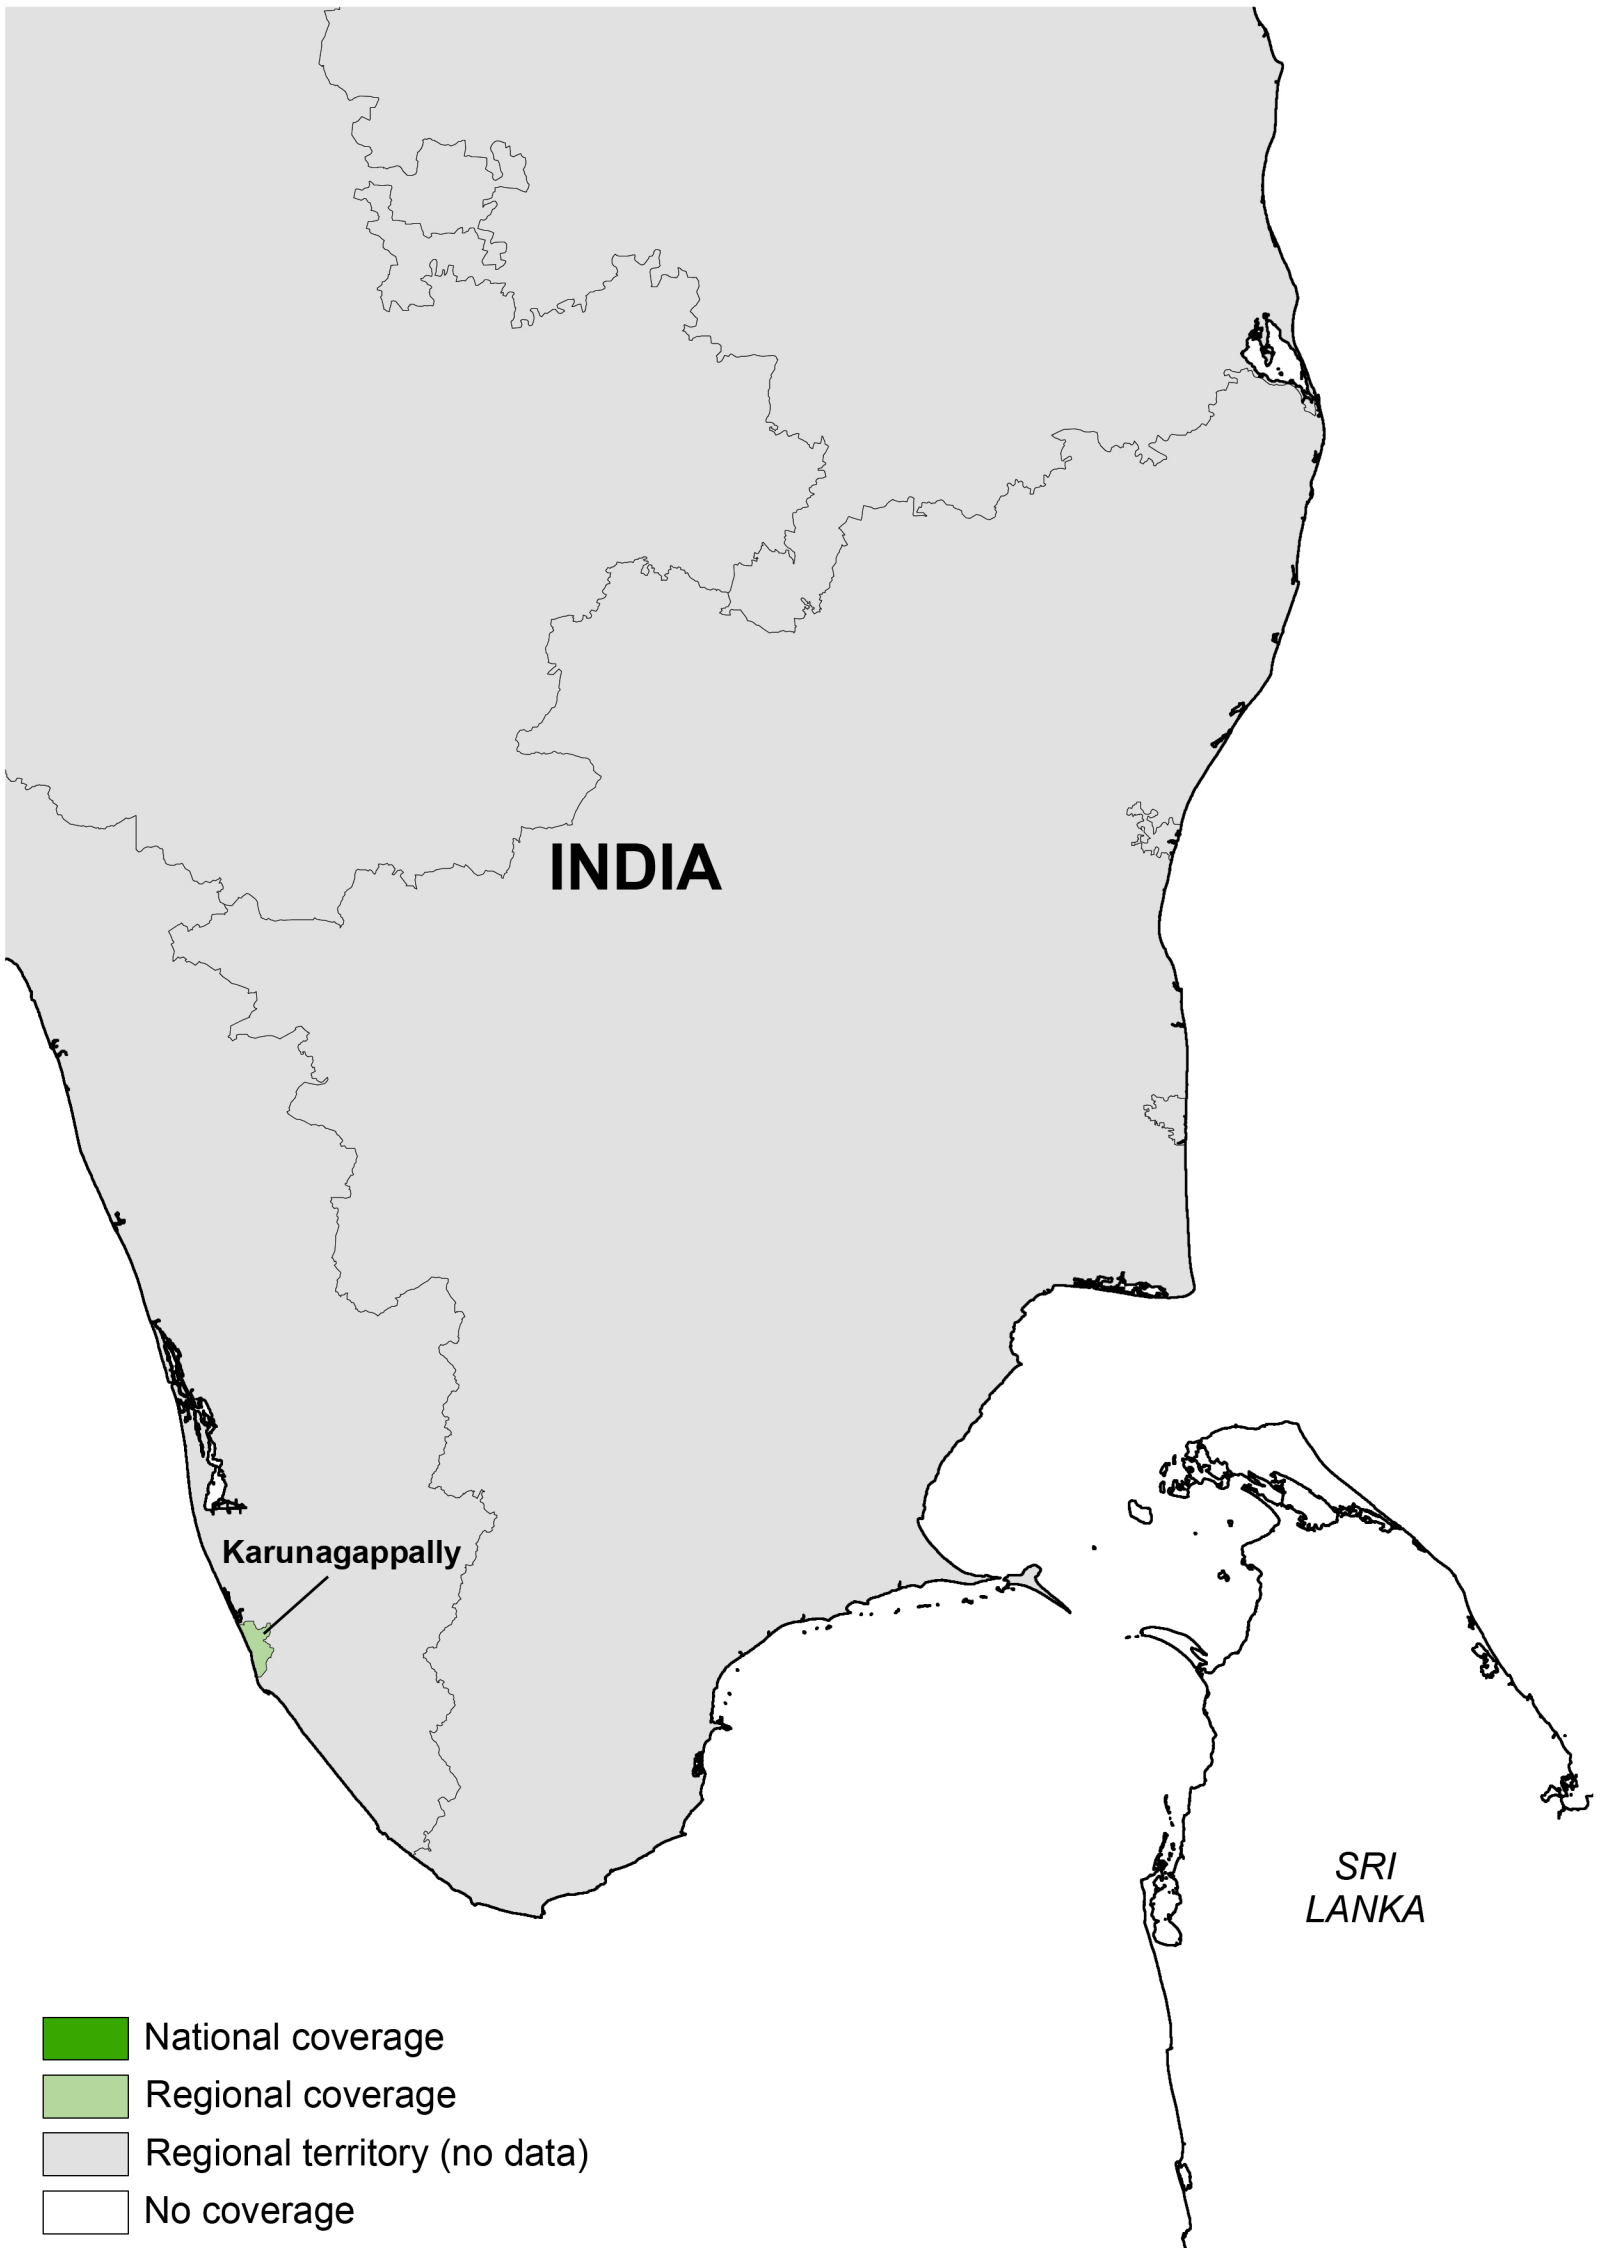 INDIA
Karunagappally
SRI
LANKA
National coverage
Regional coverage
Regional territory (no data)
No coverage